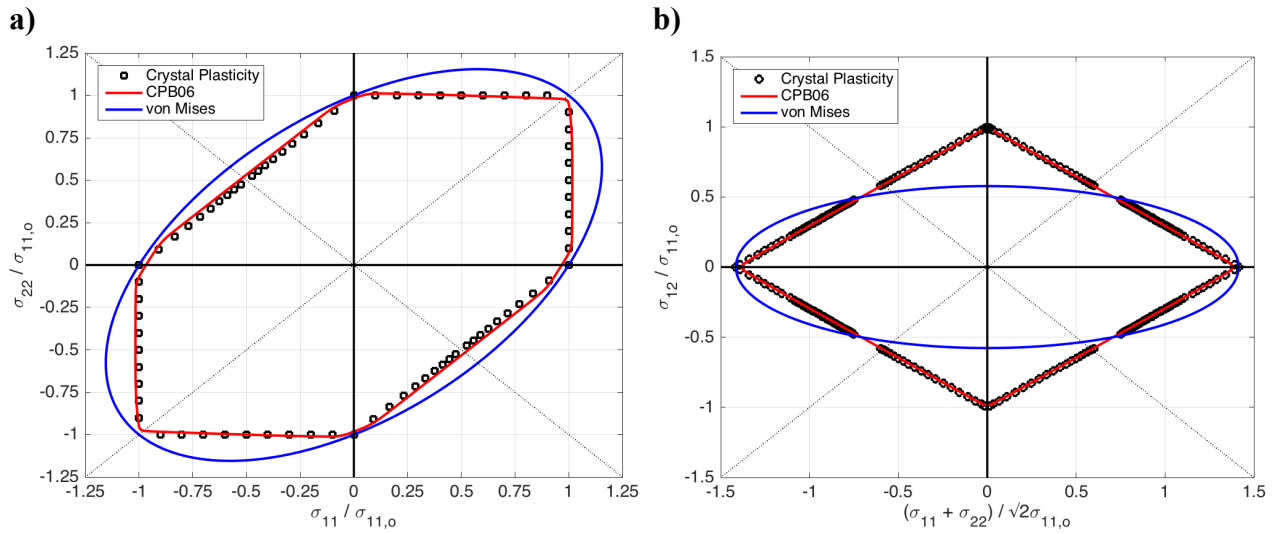 a)
1.25
1
0.75
0.5
0.25
0
-0.25
-0.5
-0.75
-1
-1.25
σ22 / σ11,o
Crystal Plasticity
CPB06
von Mises
-1.25 -1 -0.75 -0.5 -0.25 0 0.25 0.5 0.75 1 1.25
σ11 / σ11,o
b)
1.5
1
0.5
0
-0.5
-1
-1.5
σ12 / σ11,o
Crystal Plasticity
CPB06
von Mises
-1.5 -1 -0.5 0 0.5 1 1.5
(σ11 + σ22) / √2σ11,o